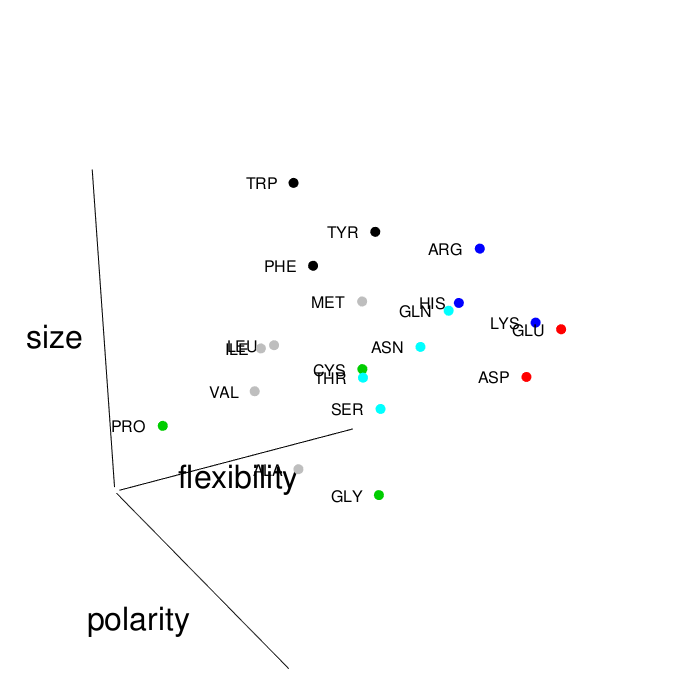 TRP
TYR
ARG
PHE
MET
HIS
GLN
LYS
GLU
size
LEU
ILE
ASN
CYS
THR
ASP
VAL
SER
PRO
ALA
flexibility
GLY
polarity